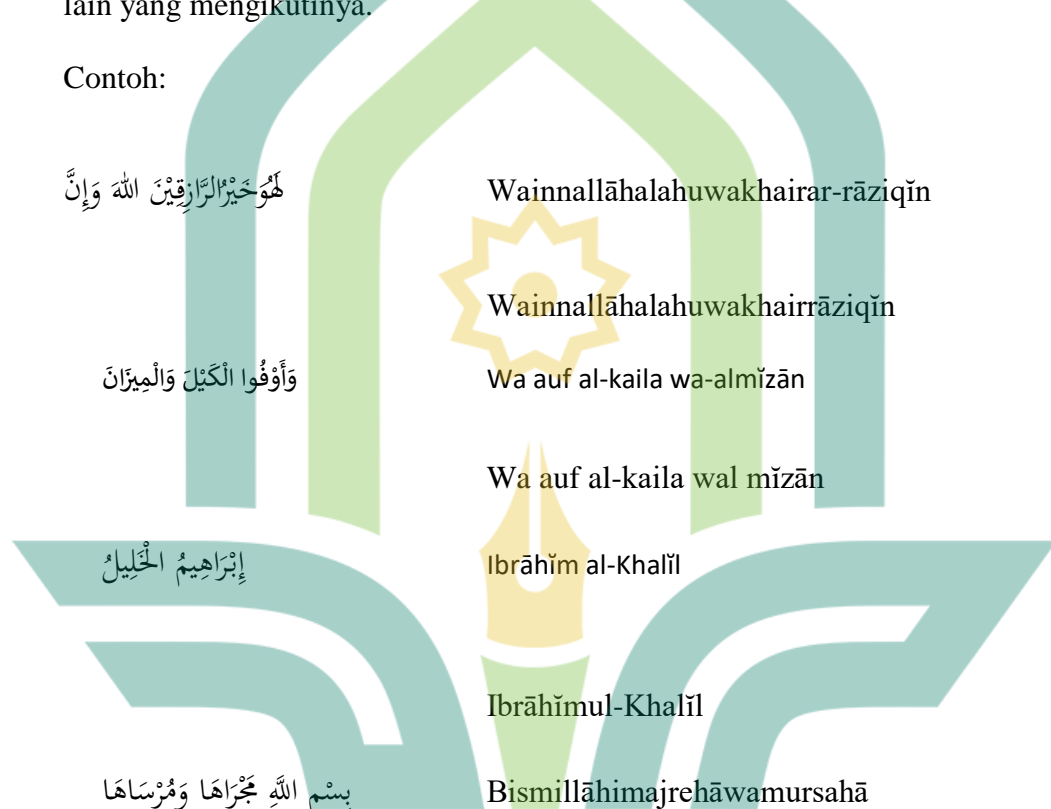 lain yang mengikutinya.
Contoh:
لَهُوَخَيْرُالرَّازِقِيْنَ اللهَ وَإِنَّ Wainnallāhalahuwakhairar-rāziqĭn
Wainnallāhalahuwakhairrāziqĭn
وَأَوْفُوا الْكَيْلَ وَالْمِيزَانَ Wa auf al-kaila wa-almĭzān
Wa auf al-kaila wal mĭzān
إِبْرَاهِيمُ الْخَلِيلُ Ibrāhĭm al-Khalĭl
Ibrāhĭmul-Khalĭl
بِسْمِ اللَّهِ مَجْرَاهَا وَمُرْسَاهَا Bismillāhimajrehāwamursahā